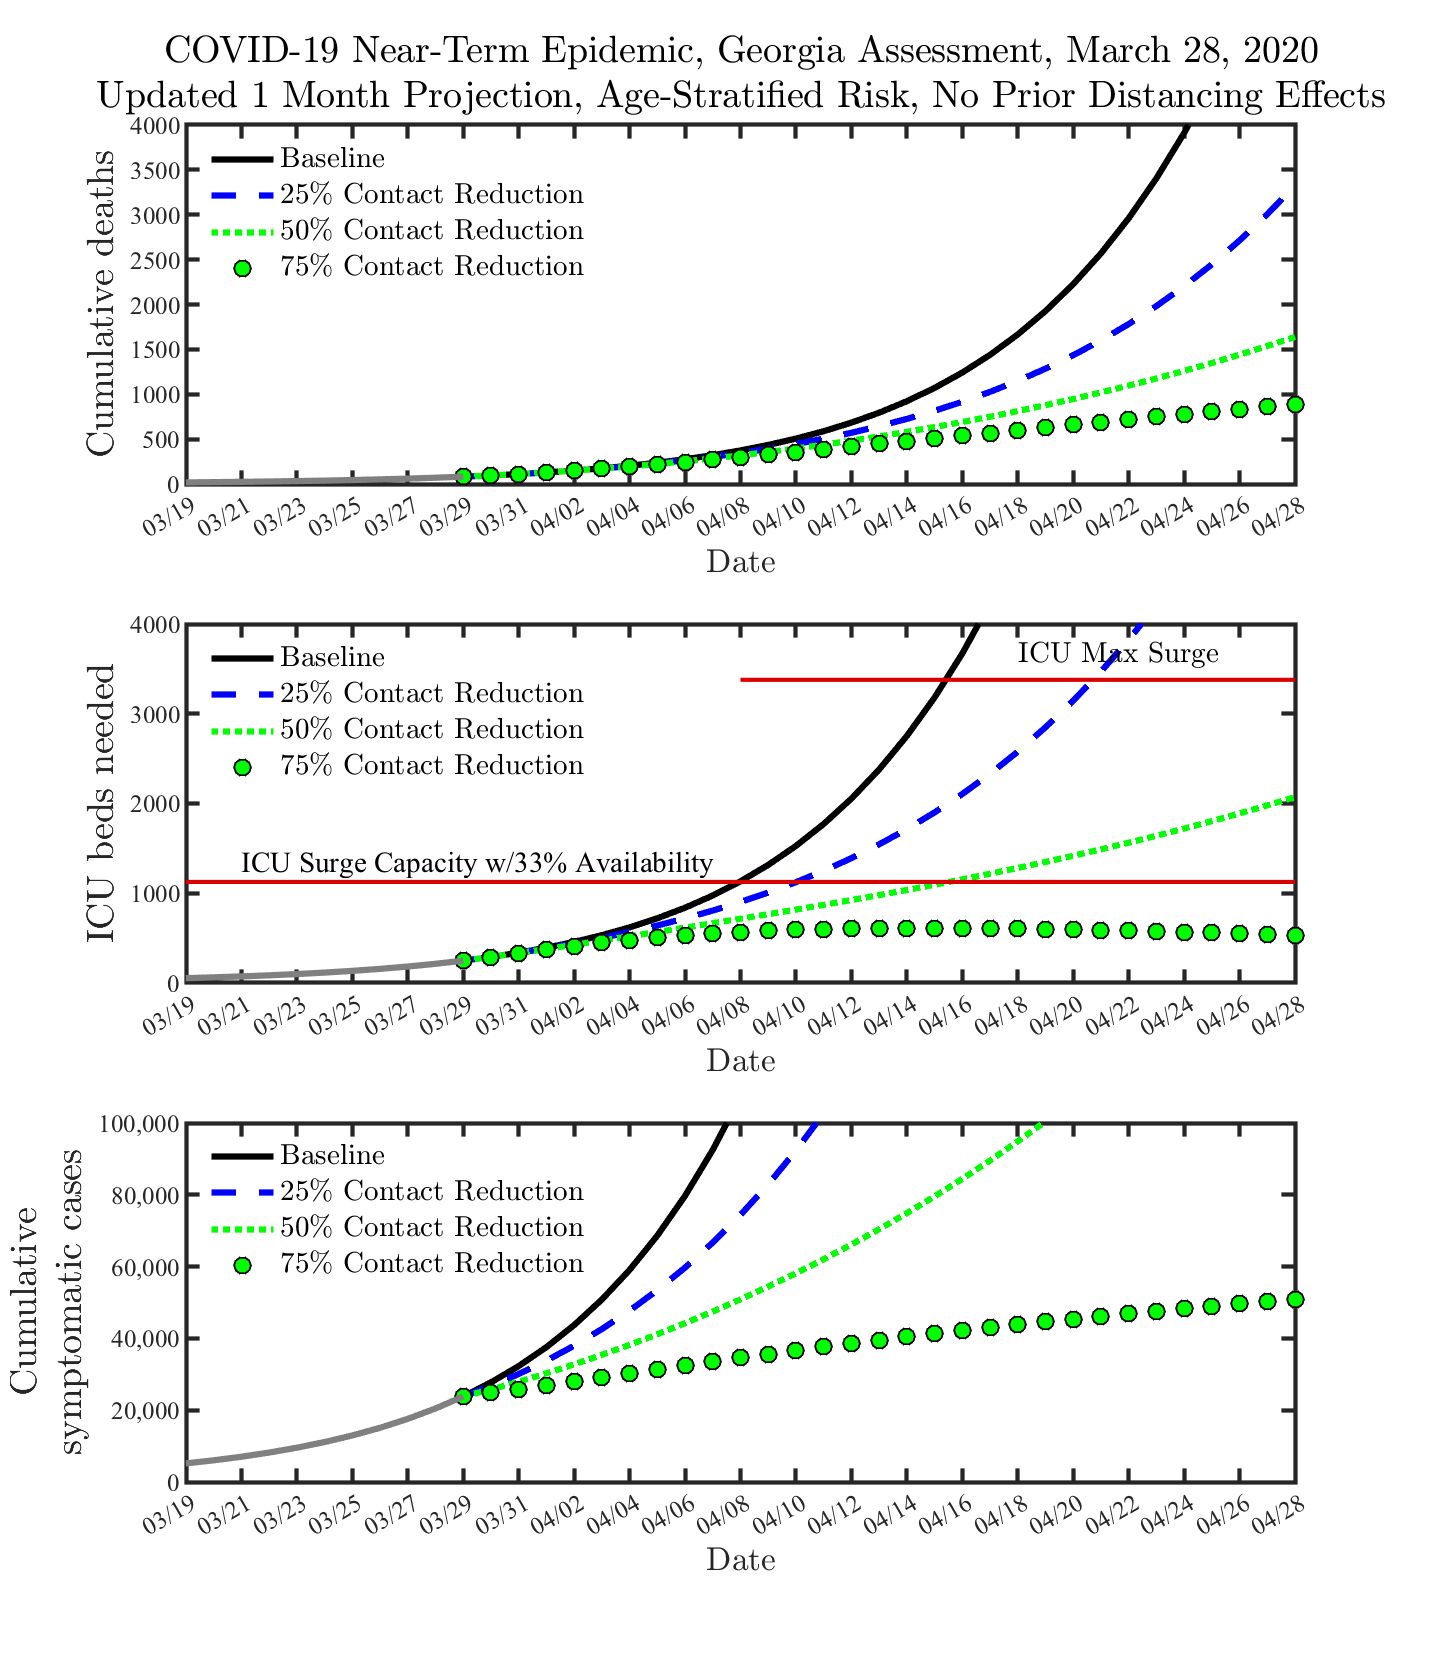 COVID-19 Near-Term Epidemic, Georgia Assessment, March 28, 2020
Updated 1 Month Projection, Age-Stratified Risk, No Prior Distancing Effects
Cumulative deaths
4000
3500
3000
2500
2000
1500
1000
500
0
Baseline
25% Contact Reduction
50% Contact Reduction
75% Contact Reduction
03/19 03/21 03/23 03/25 03/27 03/29 03/31 04/02 04/04 04/06 04/08 04/10 04/12 04/14 04/16 04/18 04/20 04/22 04/24 04/26 04/28
Date
ICU beds needed
4000
3000
2000
1000
0
Baseline
25% Contact Reduction
50% Contact Reduction
75% Contact Reduction
ICU Max Surge
ICU Surge Capacity w/33% Availability
03/19 03/21 03/23 03/25 03/27 03/29 03/31 04/02 04/04 04/06 04/08 04/10 04/12 04/14 04/16 04/18 04/20 04/22 04/24 04/26 04/28
Date
Cumulative
symptomatic cases
100,000
80,000
60,000
40,000
20,000
0
Baseline
25% Contact Reduction
50% Contact Reduction
75% Contact Reduction
03/19 03/21 03/23 03/25 03/27 03/29 03/31 04/02 04/04 04/06 04/08 04/10 04/12 04/14 04/16 04/18 04/20 04/22 04/24 04/26 04/28
Date